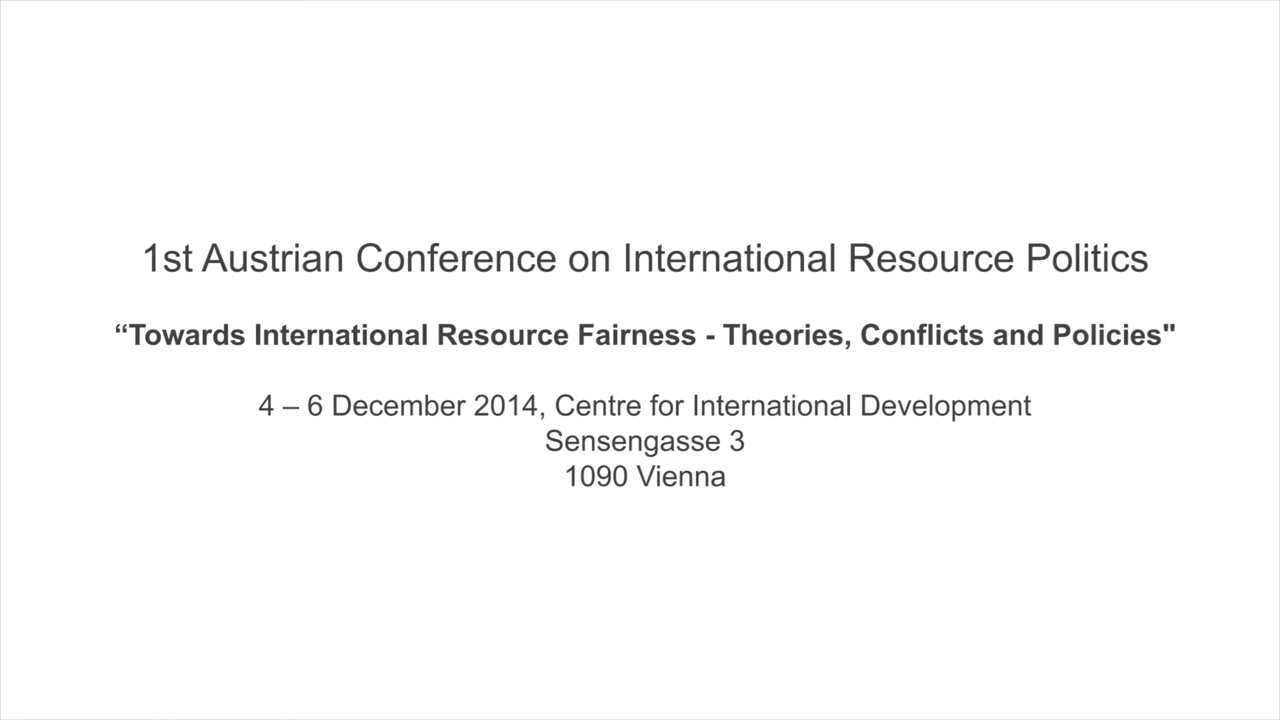 1st Austrian Conference on International Resource Politics
“Towards International Resource Fairness - Theories, Conflicts and Policies"
4 – 6 December 2014, Centre for International Development
Sensengasse 3
1090 Vienna